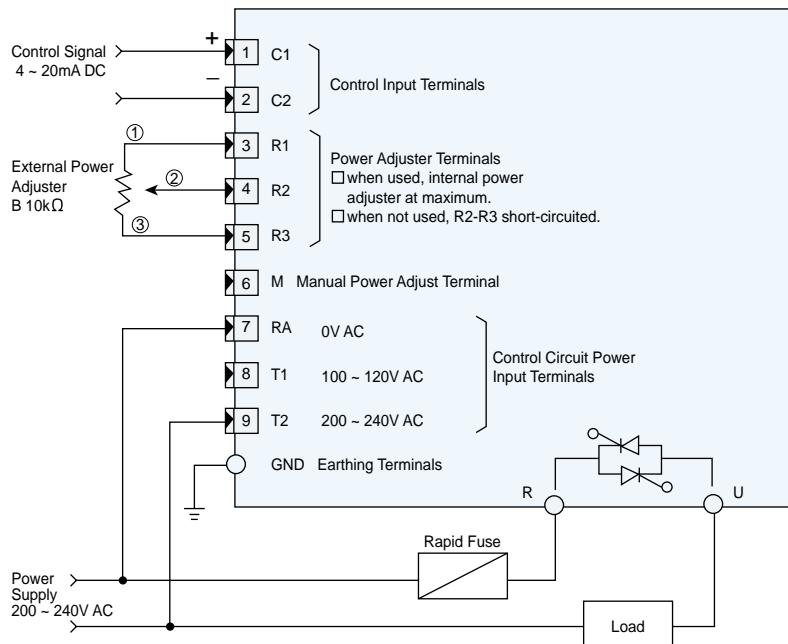 Control Signal
4 ~ 20mA DC
+
−
1 C1
2 C2
Control Input Terminals
External Power
Adjuster
B 10kΩ
①
②
③
3 R1
4 R2
5 R3
Power Adjuster Terminals
□ when used, internal power
adjuster at maximum.
□ when not used, R2-R3 short-circuited.
6 M Manual Power Adjust Terminal
7 RA 0V AC
8 T1 100 ~ 120V AC
9 T2 200 ~ 240V AC
Control Circuit Power
Input Terminals
GND Earthing Terminals
R
U
Rapid Fuse
Power
Supply
200 ~ 240V AC
Load